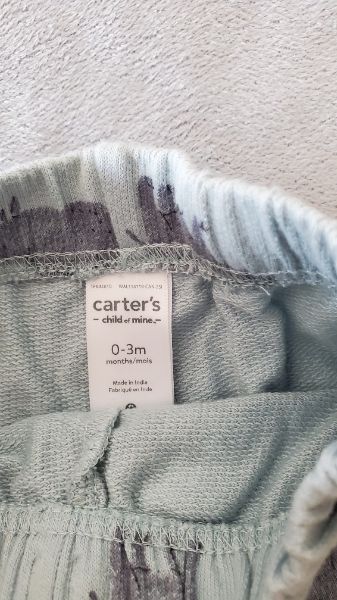 carter's
- child of mine. -
0-3m
months/mois
Made in India
Fabriqué en Inde